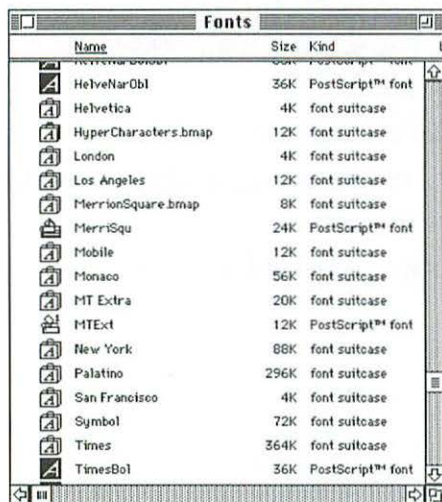 Fonts
Name Size Kind
HelveNarObl 36K PostScript™ font
Helvetica 4K font suitcase
HyperCharacters.bmap 12K font suitcase
London 4K font suitcase
Los Angeles 12K font suitcase
MerrionSquare.bmap 8K font suitcase
MerriSqu 24K PostScript™ font
Mobile 12K font suitcase
Monaco 56K font suitcase
MT Extra 20K font suitcase
MTExt 12K PostScript™ font
New York 88K font suitcase
Palatino 296K font suitcase
San Francisco 4K font suitcase
Symbol 72K font suitcase
Times 364K font suitcase
TimesBol 36K PostScript™ font